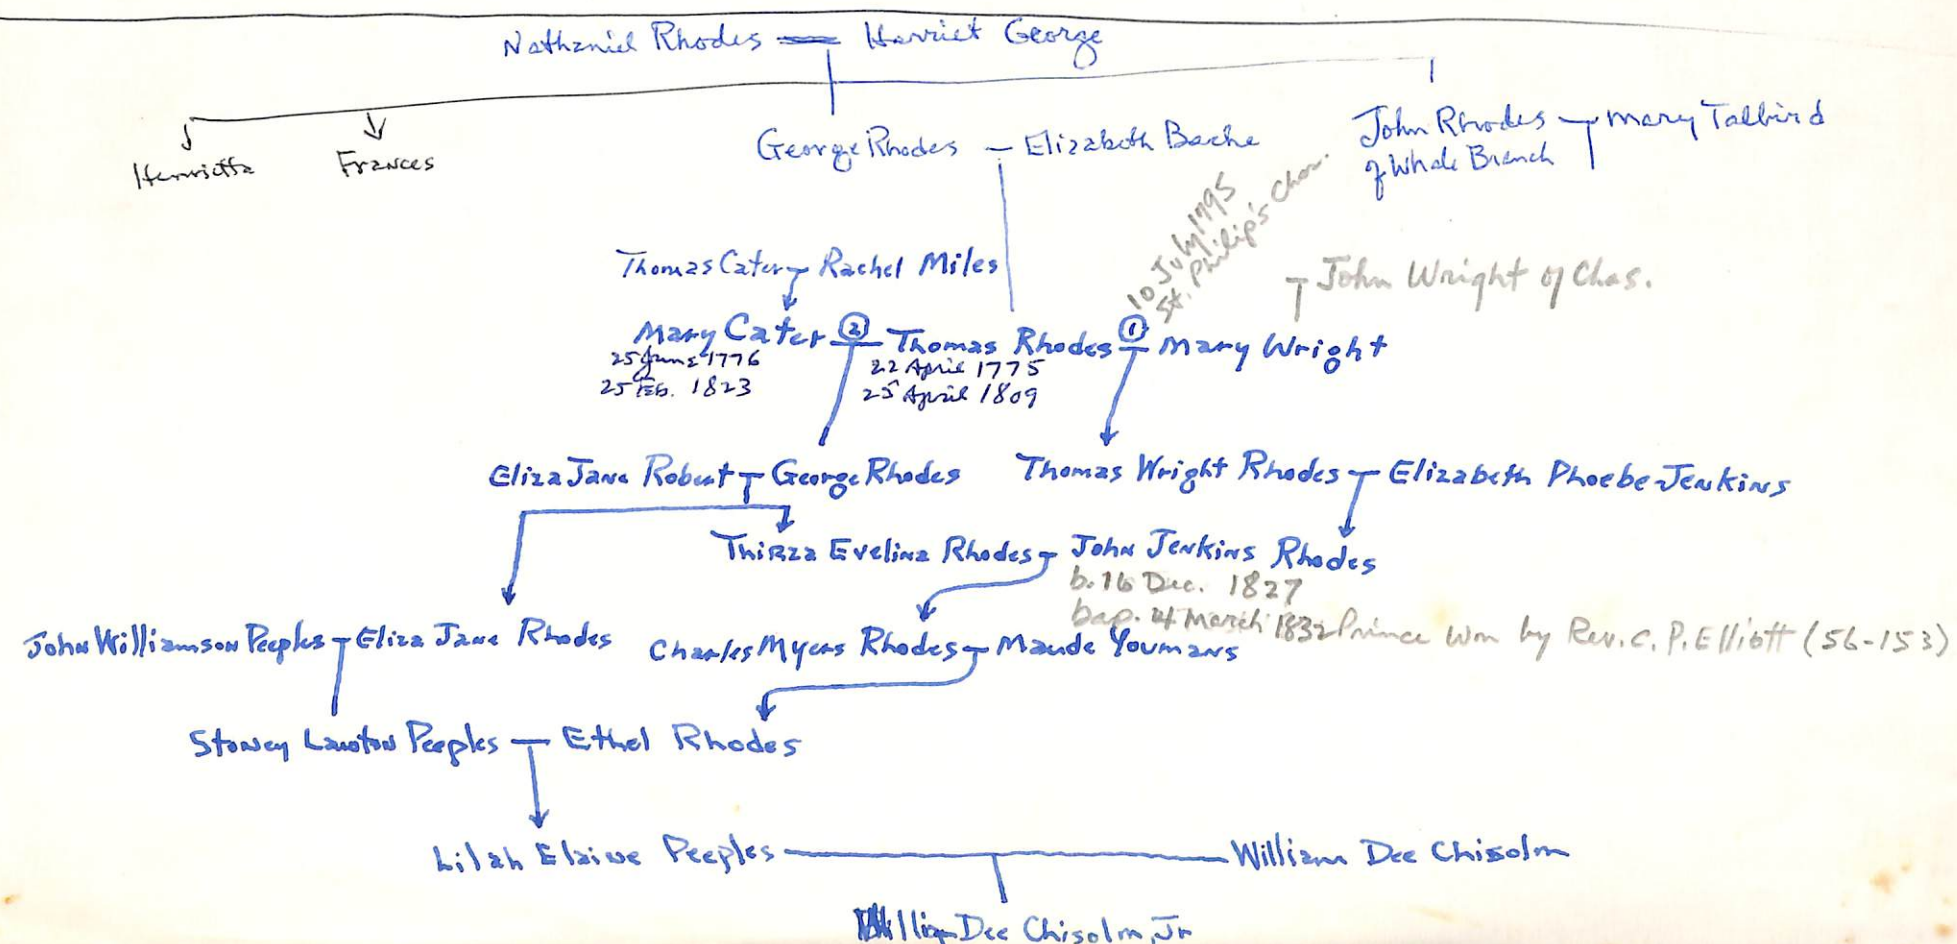 Nathaniel Rhodes — Harriet George
Henrietta
Frances
George Rhodes — Elizabeth Bache
John Rhodes — Mary Talbird
of Whale Branch
10 July 1795
St. Philip's Chas.
Thomas Cater — Rachel Miles
John Wright of Chas.
Mary Cater ② Thomas Rhodes ① Mary Wright
25 June 1776
25 Feb. 1823
22 April 1775
25 April 1809
Eliza Jane Robert — George Rhodes
Thomas Wright Rhodes — Elizabeth Phoebe Jenkins
Thirza Evelina Rhodes — John Jenkins Rhodes
b. 16 Dec. 1827
bap. 4 March 1832 Prince Wm by Rev. C. P. Elliott (56-153)
John Williamson Peeples — Eliza Jane Rhodes
Charles Myers Rhodes — Maude Youmans
Stoney Lawton Peeples — Ethel Rhodes
Lilah Elaine Peeples — William Dee Chisolm
William Dee Chisolm, Jr